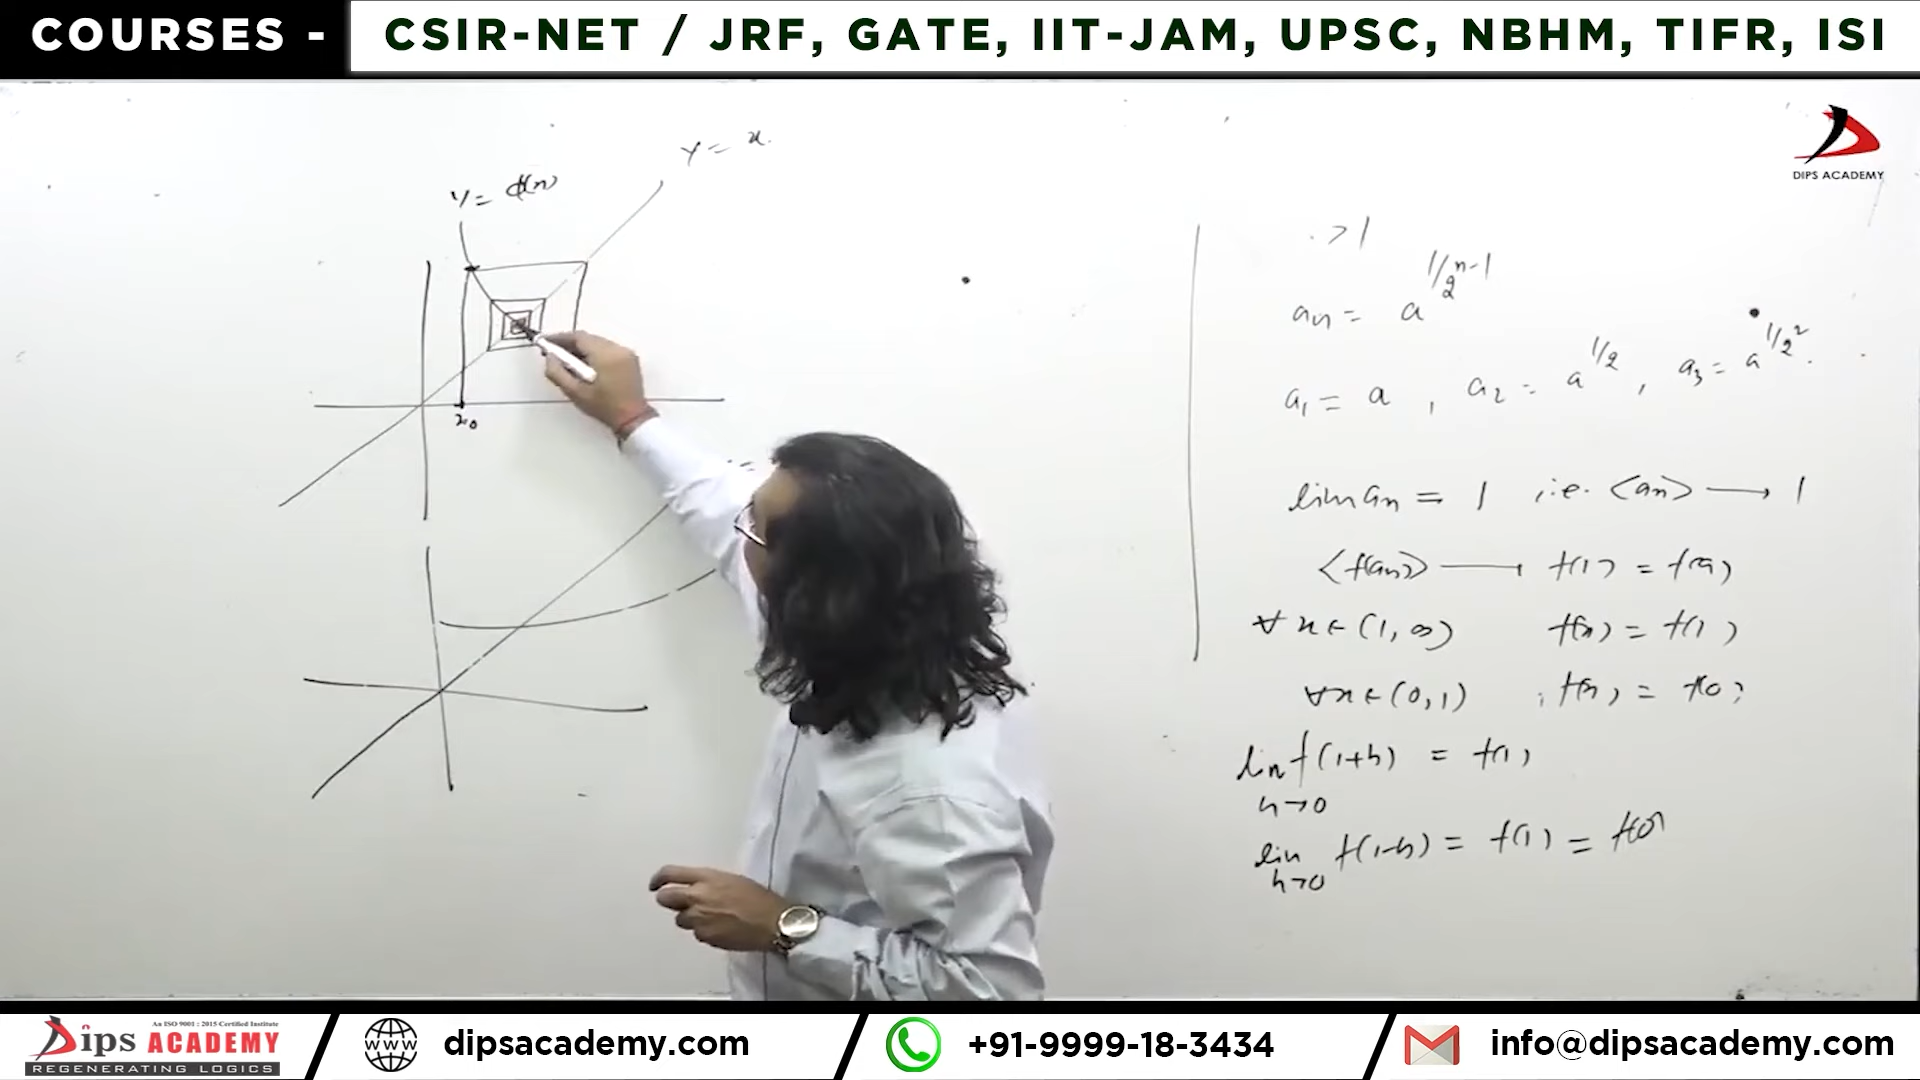 COURSES - CSIR-NET / JRF, GATE, IIT-JAM, UPSC, NBHM, TIFR, ISI
DIPS ACADEMY
y = x.
y = ϕ(x)
x₀
> 1
aₙ = a^{1/2^{n-1}}
a₁ = a , a₂ = a^{1/2} , a₃ = a^{1/2^2} .
lim aₙ = 1 i.e. <aₙ> → 1
<f(aₙ)> → f(1) = f(a)
∀ x ∈ (1, ∞) f(x) = f(1)
∀ x ∈ (0, 1) ; f(x) = f(0)
lim f(1+h) = f(1)
h→0
lim f(1-h) = f(1) = f(0)
h→0
An ISO 9001 : 2015 Certified Institute
Dips ACADEMY
REGENERATING LOGICS
WWW
dipsacademy.com
+91-9999-18-3434
info@dipsacademy.com